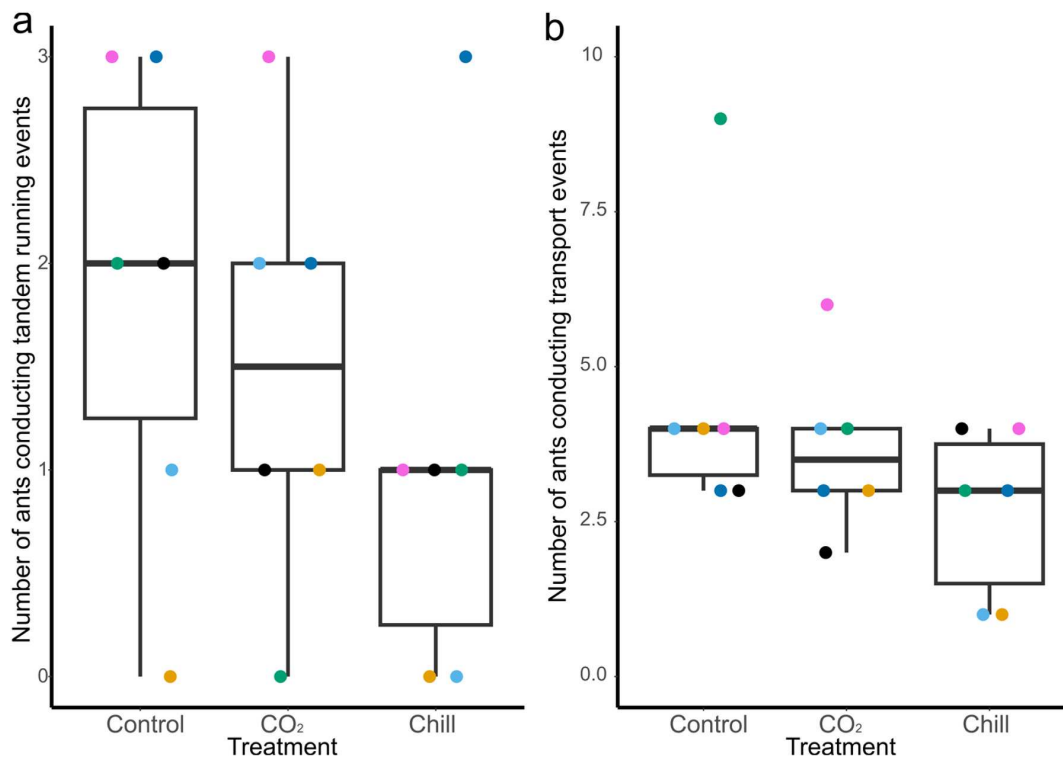 a
Number of ants conducting tandem running events
3
2
1
0
Control CO₂ Chill
Treatment
b
Number of ants conducting transport events
10
7.5
5.0
2.5
0.0
Control CO₂ Chill
Treatment